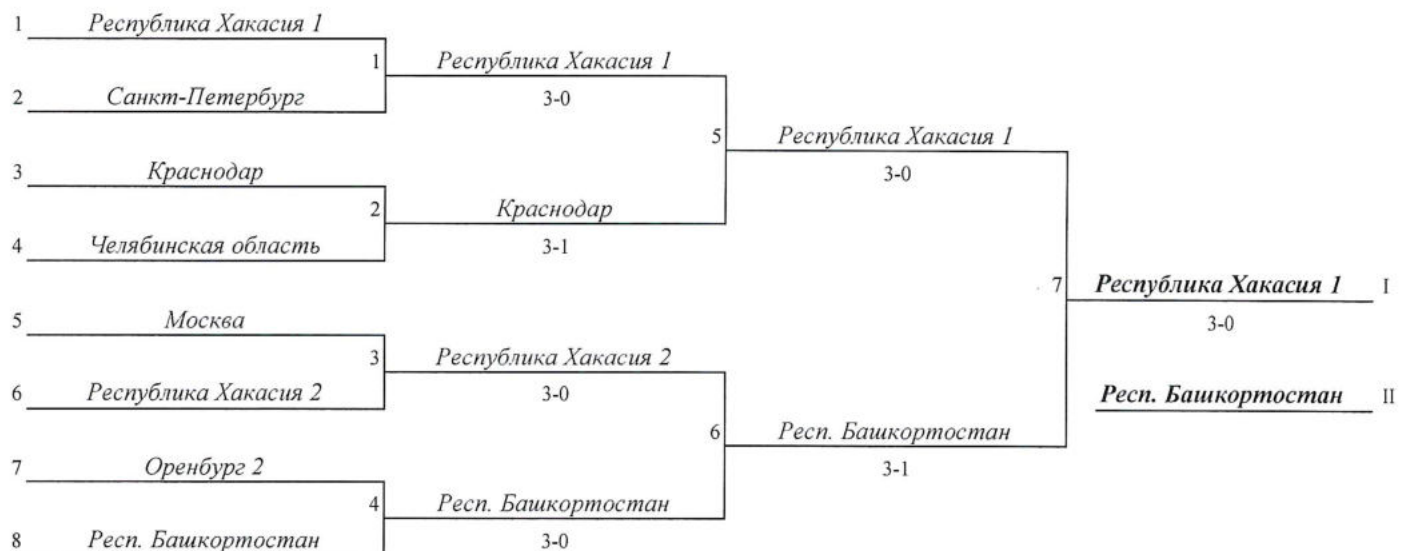 1 Республика Хакасия 1
1 Республика Хакасия 1
2 Санкт-Петербург
3-0
5 Республика Хакасия 1
3-0
3 Краснодар
2 Краснодар
4 Челябинская область
3-1
7 Республика Хакасия 1 I
3-0
5 Москва
3 Республика Хакасия 2
6 Республика Хакасия 2
3-0
Респ. Башкортостан II
6 Респ. Башкортостан
3-1
7 Оренбург 2
4 Респ. Башкортостан
8 Респ. Башкортостан
3-0